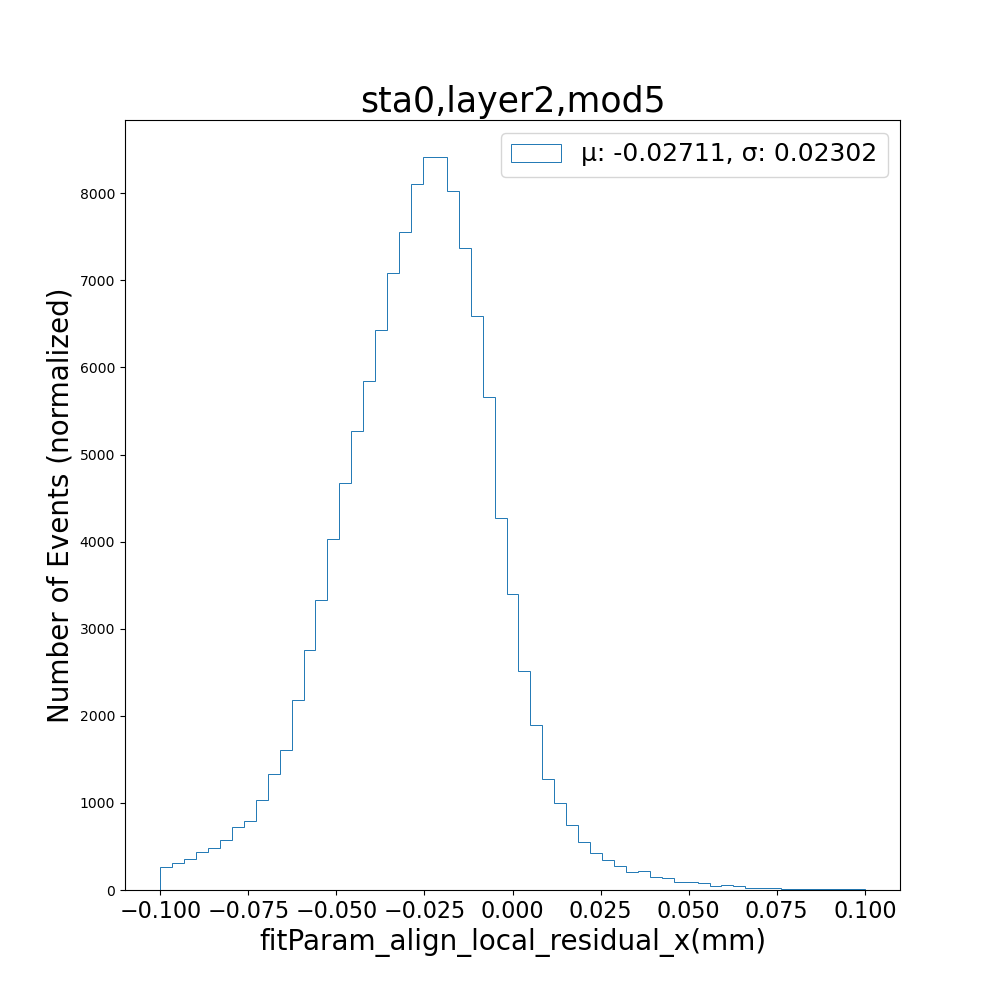 sta0,layer2,mod5
μ: -0.02711, σ: 0.02302
Number of Events (normalized)
8000
7000
6000
5000
4000
3000
2000
1000
0
−0.100 −0.075 −0.050 −0.025 0.000 0.025 0.050 0.075 0.100
fitParam_align_local_residual_x(mm)